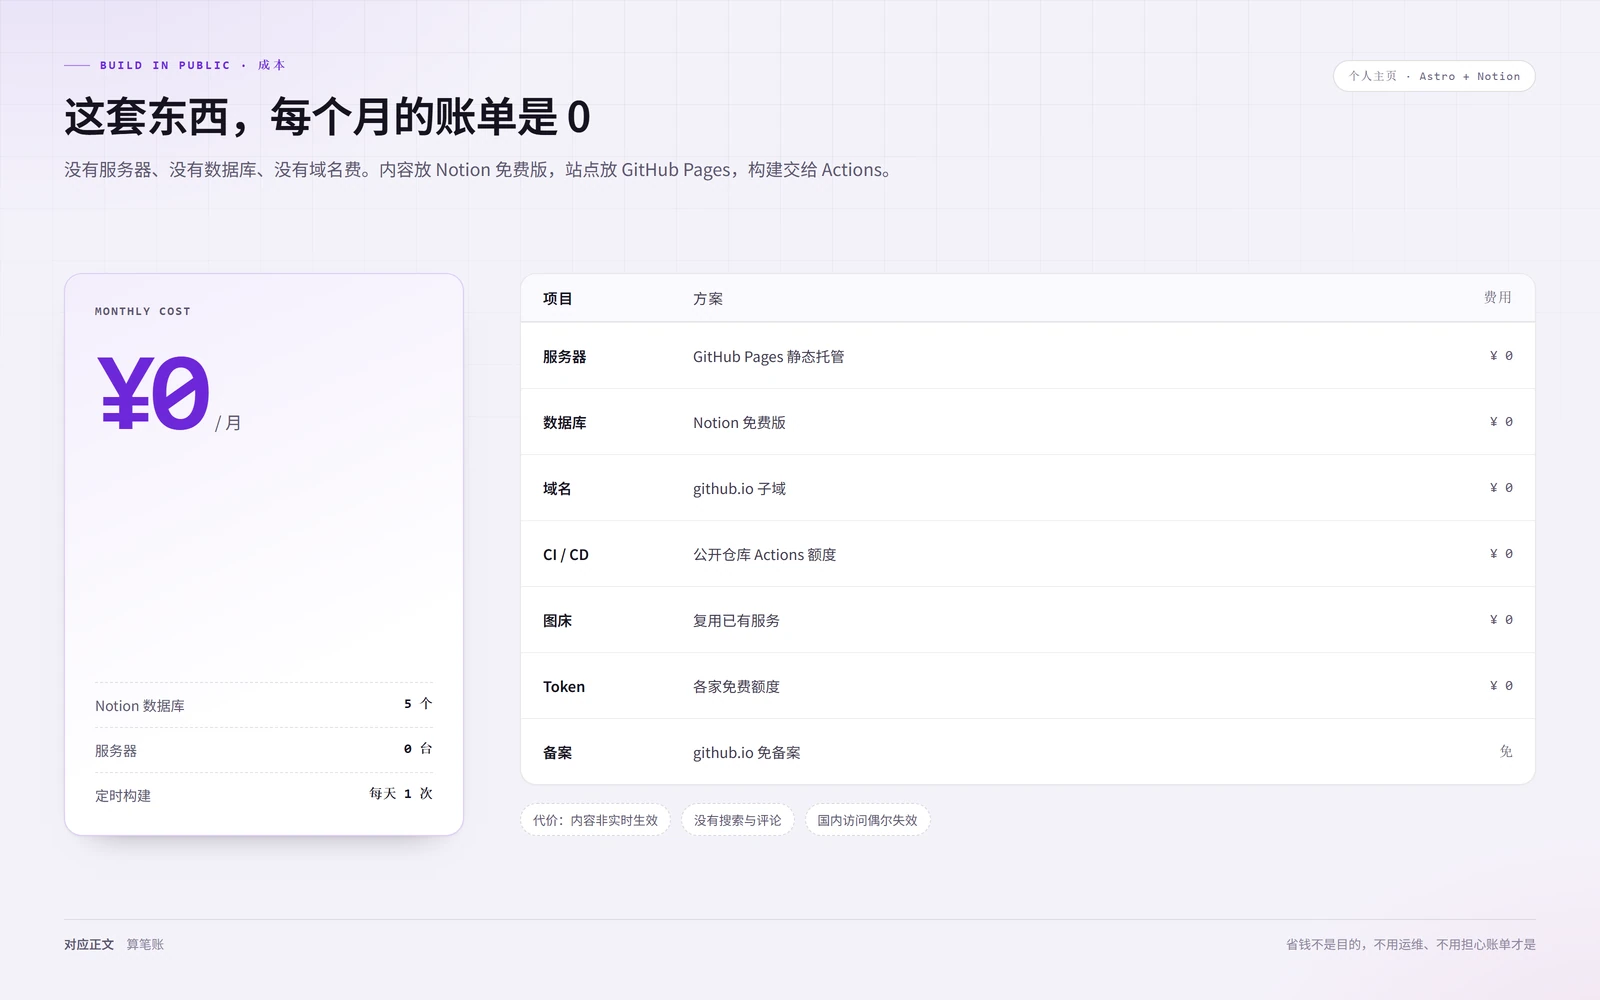 BUILD IN PUBLIC · 成本
个人主页 · Astro + Notion
这套东西，每个月的账单是 0
没有服务器、没有数据库、没有域名费。内容放 Notion 免费版，站点放 GitHub Pages，构建交给 Actions。
MONTHLY COST
¥0 / 月
Notion 数据库 5 个
服务器 0 台
定时构建 每天 1 次
项目 方案 费用
服务器 GitHub Pages 静态托管 ¥ 0
数据库 Notion 免费版 ¥ 0
域名 github.io 子域 ¥ 0
CI / CD 公开仓库 Actions 额度 ¥ 0
图床 复用已有服务 ¥ 0
Token 各家免费额度 ¥ 0
备案 github.io 免备案 免
代价：内容非实时生效 没有搜索与评论 国内访问偶尔失效
对应正文 算笔账
省钱不是目的，不用运维、不用担心账单才是